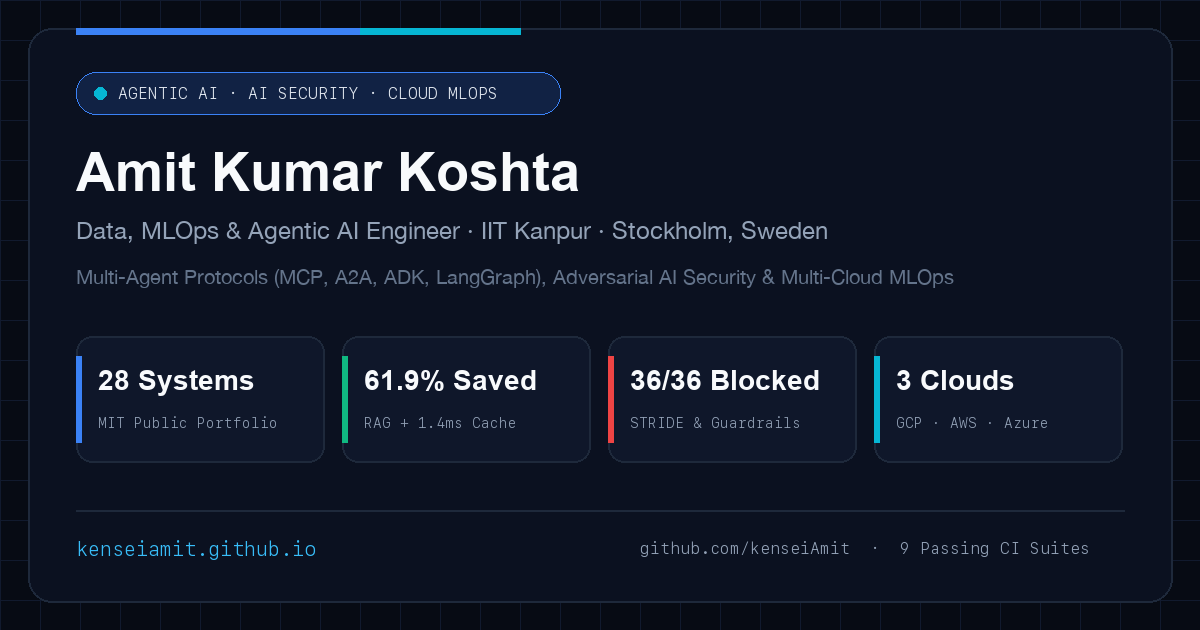 AGENTIC AI · AI SECURITY · CLOUD MLOPS
Amit Kumar Koshta
Data, MLOps & Agentic AI Engineer · IIT Kanpur · Stockholm, Sweden
Multi-Agent Protocols (MCP, A2A, ADK, LangGraph), Adversarial AI Security & Multi-Cloud MLOps
28 Systems
MIT Public Portfolio
61.9% Saved
RAG + 1.4ms Cache
36/36 Blocked
STRIDE & Guardrails
3 Clouds
GCP · AWS · Azure
kenseiamit.github.io
github.com/kenseiAmit · 9 Passing CI Suites